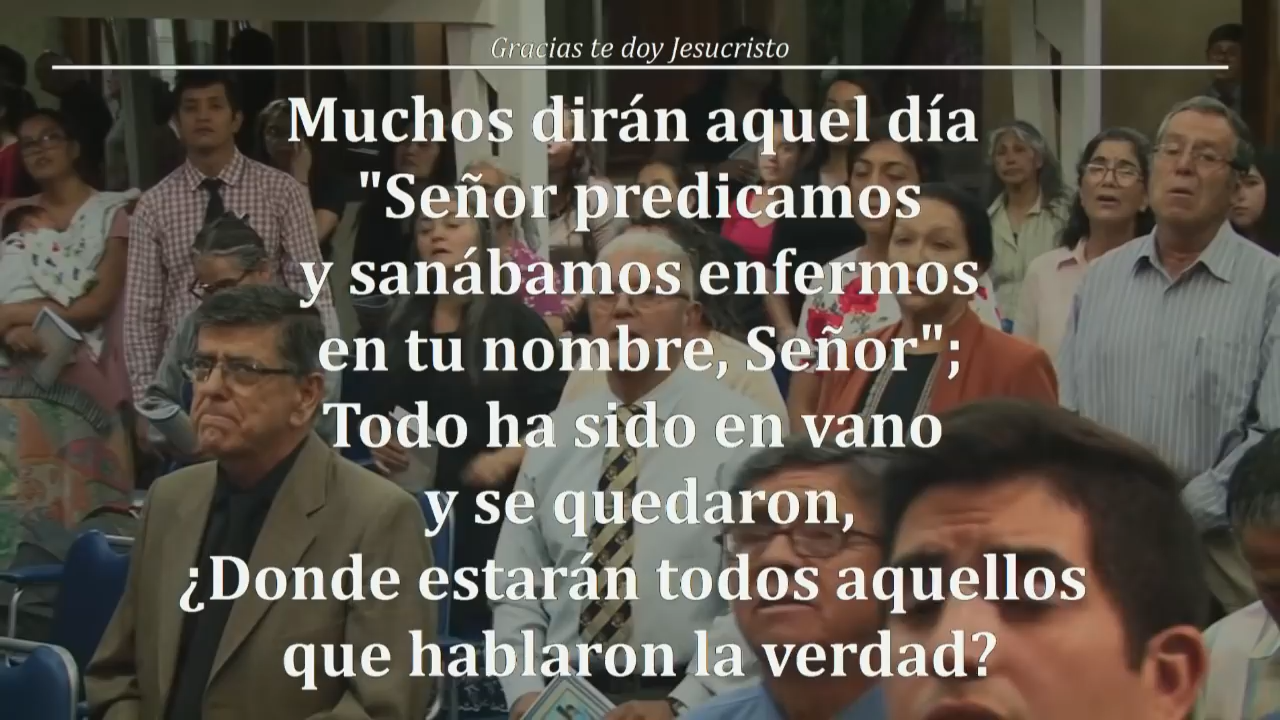 Gracias te doy Jesucristo
Muchos dirán aquel día
"Señor predicamos
y sanábamos enfermos
en tu nombre, Señor";
Todo ha sido en vano
y se quedaron,
¿Donde estarán todos aquellos
que hablaron la verdad?